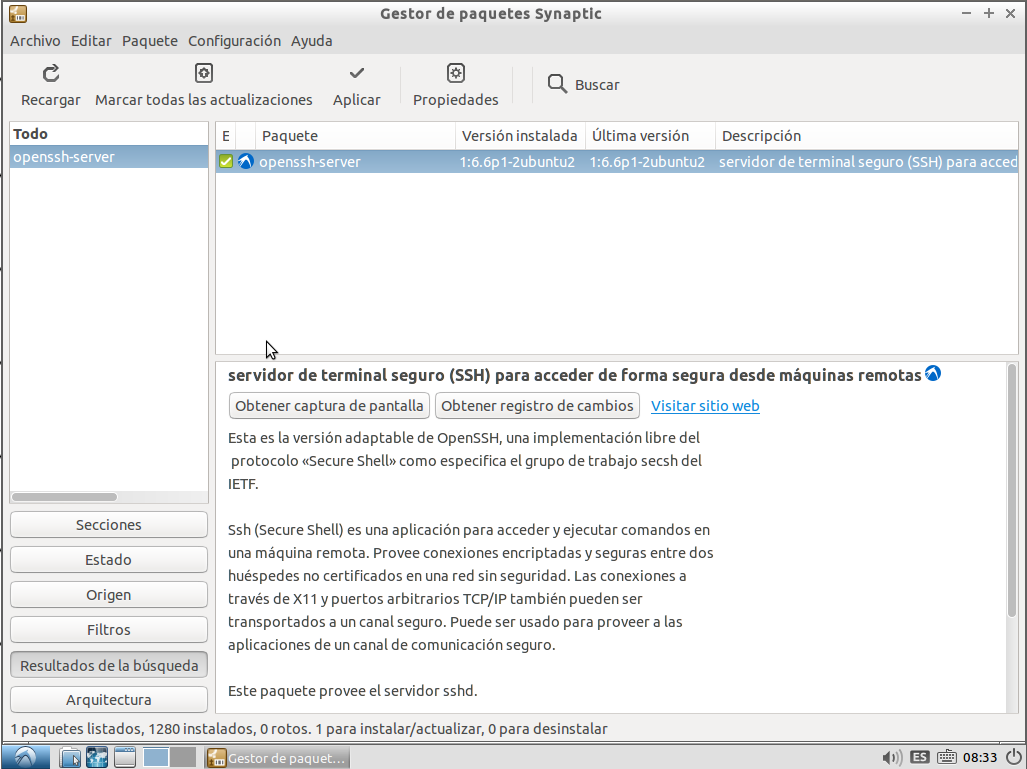 Gestor de paquetes Synaptic
Archivo Editar Paquete Configuración Ayuda
Recargar Marcar todas las actualizaciones Aplicar Propiedades Buscar
Todo
openssh-server
E Paquete Versión instalada Última versión Descripción
openssh-server 1:6.6p1-2ubuntu2 1:6.6p1-2ubuntu2 servidor de terminal seguro (SSH) para acced
servidor de terminal seguro (SSH) para acceder de forma segura desde máquinas remotas
Obtener captura de pantalla Obtener registro de cambios Visitar sitio web
Esta es la versión adaptable de OpenSSH, una implementación libre del
protocolo «Secure Shell» como especifica el grupo de trabajo secsh del
IETF.
Ssh (Secure Shell) es una aplicación para acceder y ejecutar comandos en
una máquina remota. Provee conexiones encriptadas y seguras entre dos
huéspedes no certificados en una red sin seguridad. Las conexiones a
través de X11 y puertos arbitrarios TCP/IP también pueden ser
transportados a un canal seguro. Puede ser usado para proveer a las
aplicaciones de un canal de comunicación seguro.
Este paquete provee el servidor sshd.
Secciones
Estado
Origen
Filtros
Resultados de la búsqueda
Arquitectura
1 paquetes listados, 1280 instalados, 0 rotos. 1 para instalar/actualizar, 0 para desinstalar
Gestor de paquet...
ES
08:33